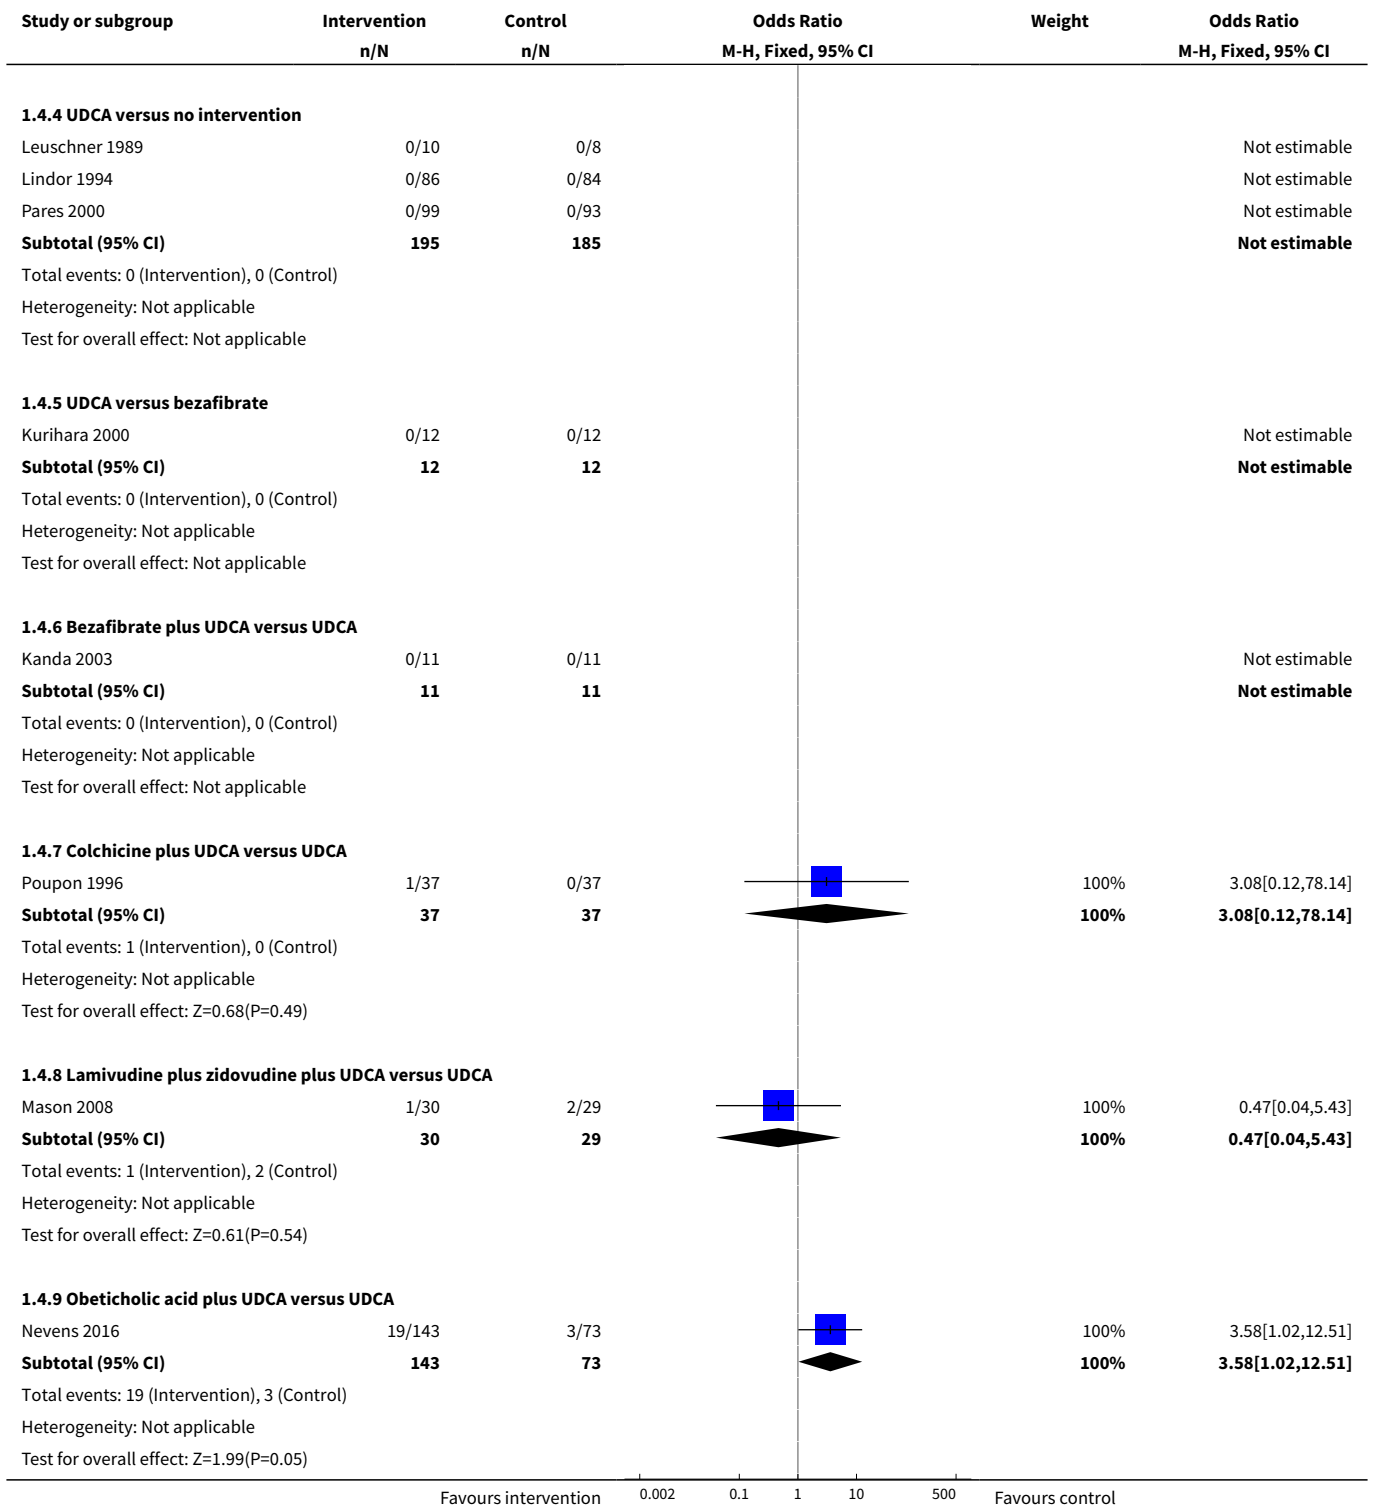 Study or subgroup Intervention Control Odds Ratio Weight Odds Ratio
n/N n/N M-H, Fixed, 95% CI M-H, Fixed, 95% CI
1.4.4 UDCA versus no intervention
Leuschner 1989 0/10 0/8 Not estimable
Lindor 1994 0/86 0/84 Not estimable
Pares 2000 0/99 0/93 Not estimable
Subtotal (95% CI) 195 185 Not estimable
Total events: 0 (Intervention), 0 (Control)
Heterogeneity: Not applicable
Test for overall effect: Not applicable
1.4.5 UDCA versus bezafibrate
Kurihara 2000 0/12 0/12 Not estimable
Subtotal (95% CI) 12 12 Not estimable
Total events: 0 (Intervention), 0 (Control)
Heterogeneity: Not applicable
Test for overall effect: Not applicable
1.4.6 Bezafibrate plus UDCA versus UDCA
Kanda 2003 0/11 0/11 Not estimable
Subtotal (95% CI) 11 11 Not estimable
Total events: 0 (Intervention), 0 (Control)
Heterogeneity: Not applicable
Test for overall effect: Not applicable
1.4.7 Colchicine plus UDCA versus UDCA
Poupon 1996 1/37 0/37 100% 3.08[0.12,78.14]
Subtotal (95% CI) 37 37 100% 3.08[0.12,78.14]
Total events: 1 (Intervention), 0 (Control)
Heterogeneity: Not applicable
Test for overall effect: Z=0.68(P=0.49)
1.4.8 Lamivudine plus zidovudine plus UDCA versus UDCA
Mason 2008 1/30 2/29 100% 0.47[0.04,5.43]
Subtotal (95% CI) 30 29 100% 0.47[0.04,5.43]
Total events: 1 (Intervention), 2 (Control)
Heterogeneity: Not applicable
Test for overall effect: Z=0.61(P=0.54)
1.4.9 Obeticholic acid plus UDCA versus UDCA
Nevens 2016 19/143 3/73 100% 3.58[1.02,12.51]
Subtotal (95% CI) 143 73 100% 3.58[1.02,12.51]
Total events: 19 (Intervention), 3 (Control)
Heterogeneity: Not applicable
Test for overall effect: Z=1.99(P=0.05)
Favours intervention 0.002 0.1 1 10 500 Favours control